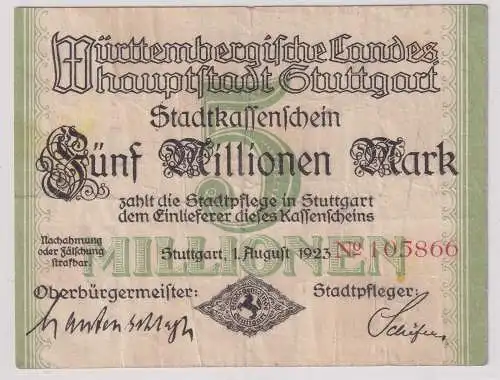 Württembergische Landes
hauptstadt Stuttgart
Stadtkassenschein
Fünf Millionen Mark
5
zahlt die Stadtpflege in Stuttgart
dem Einlieferer dieses Kassenscheins
MILLIONEN
Nachahmung
oder Fälschung
strafbar.
Stuttgart, 1. August 1923 No 105866
Oberbürgermeister:
Stadtpfleger: